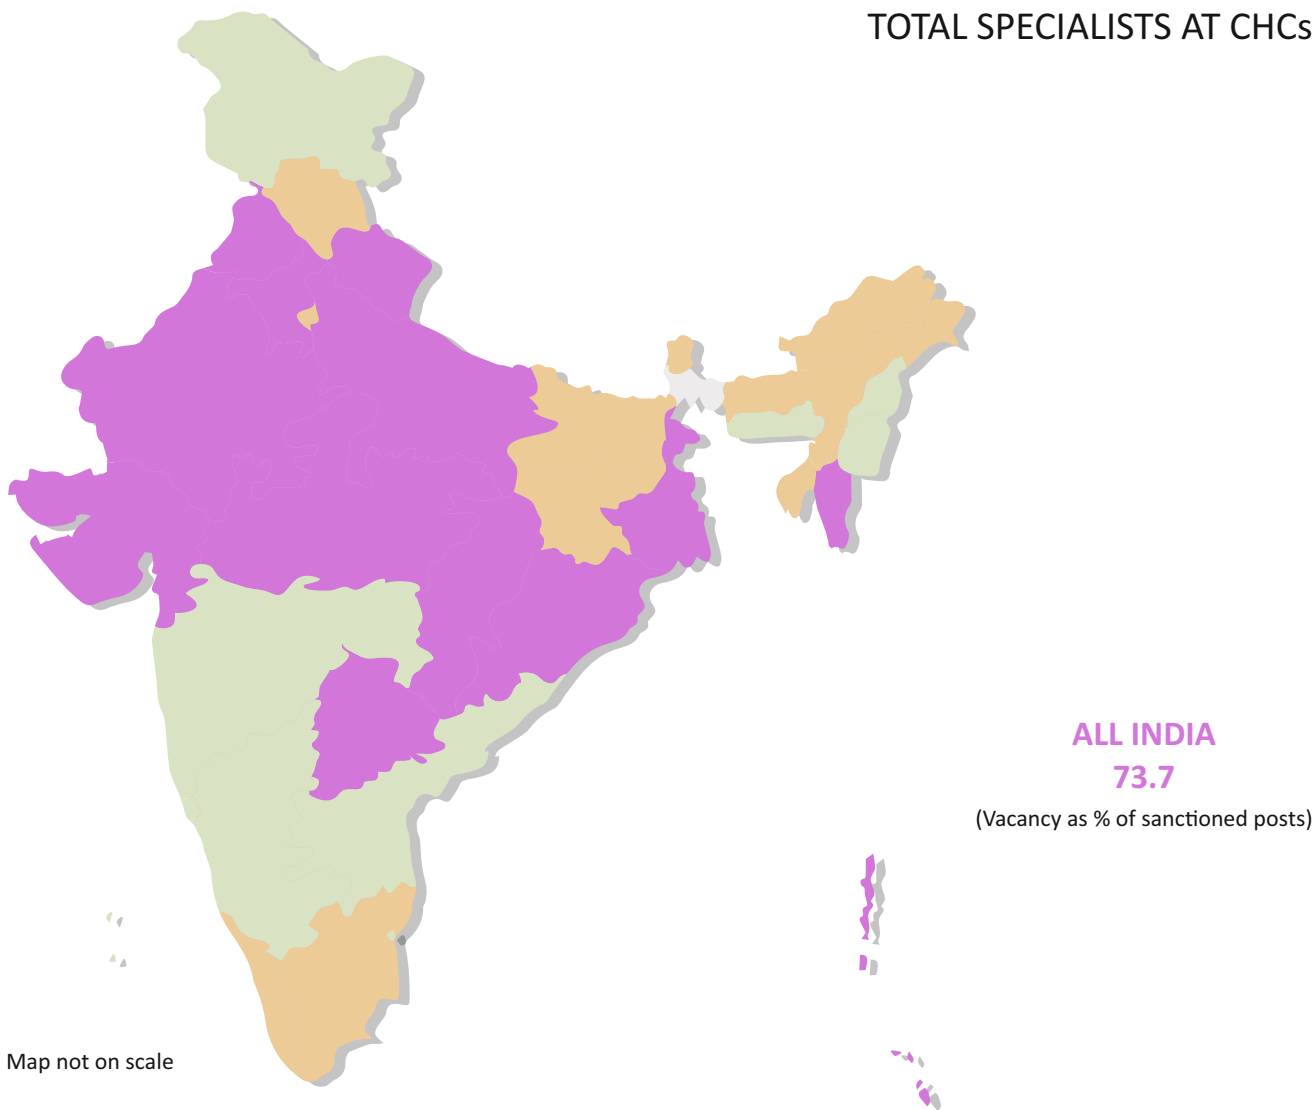 TOTAL SPECIALISTS AT CHCs
ALL INDIA
73.7
(Vacancy as % of sanctioned posts)
Map not on scale